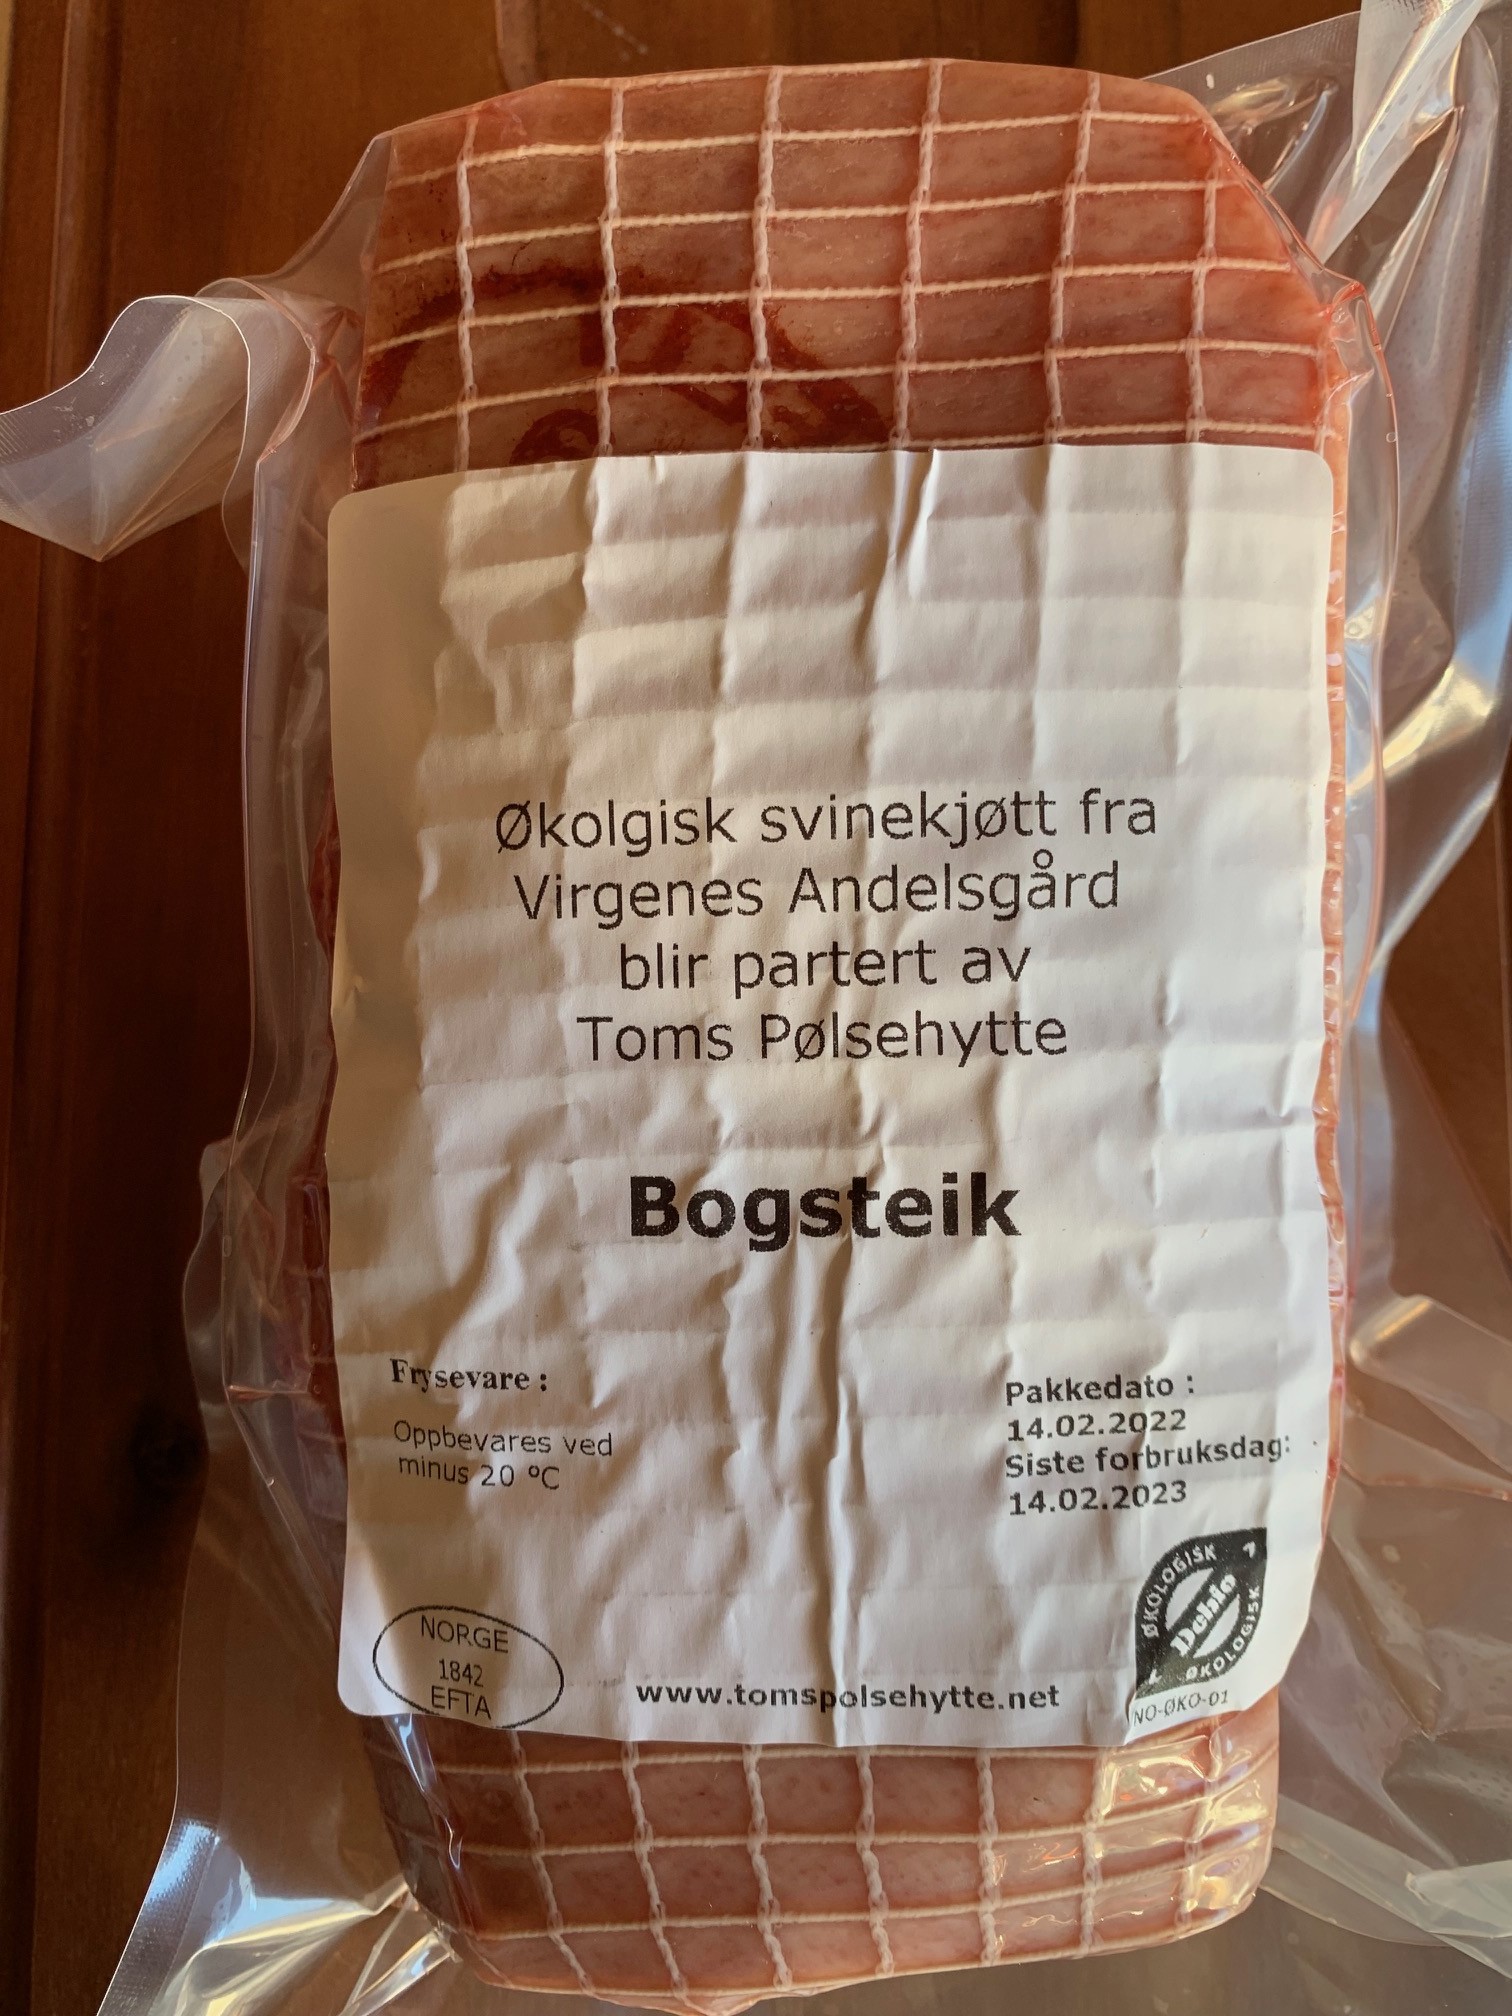 Økolgisk svinekjøtt fra
Virgenes Andelsgård
blir partert av
Toms Pølsehytte
Bogsteik
Frysevare :
Oppbevares ved
minus 20 ºC
Pakkedato :
14.02.2022
Siste forbruksdag:
14.02.2023
NORGE
1842
EFTA
www.tomspolsehytte.net
ØKOLOGISK
Debio
ØKOLOGISK
NO-ØKO-01